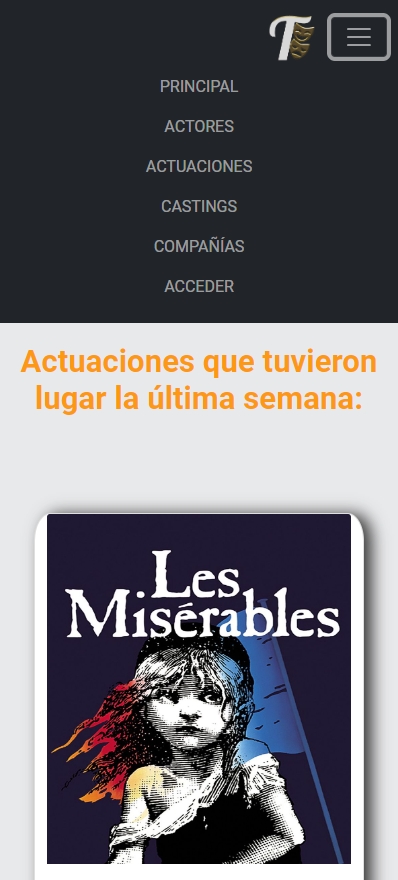 T
PRINCIPAL
ACTORES
ACTUACIONES
CASTINGS
COMPAÑÍAS
ACCEDER
Actuaciones que tuvieron
lugar la última semana:
Les
Misérables